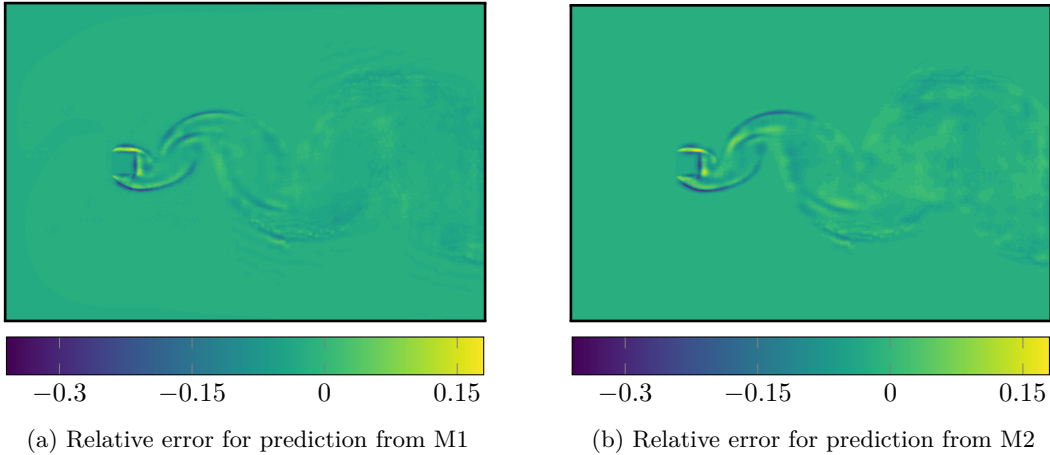 −0.3 −0.15 0 0.15
(a) Relative error for prediction from M1
−0.3 −0.15 0 0.15
(b) Relative error for prediction from M2